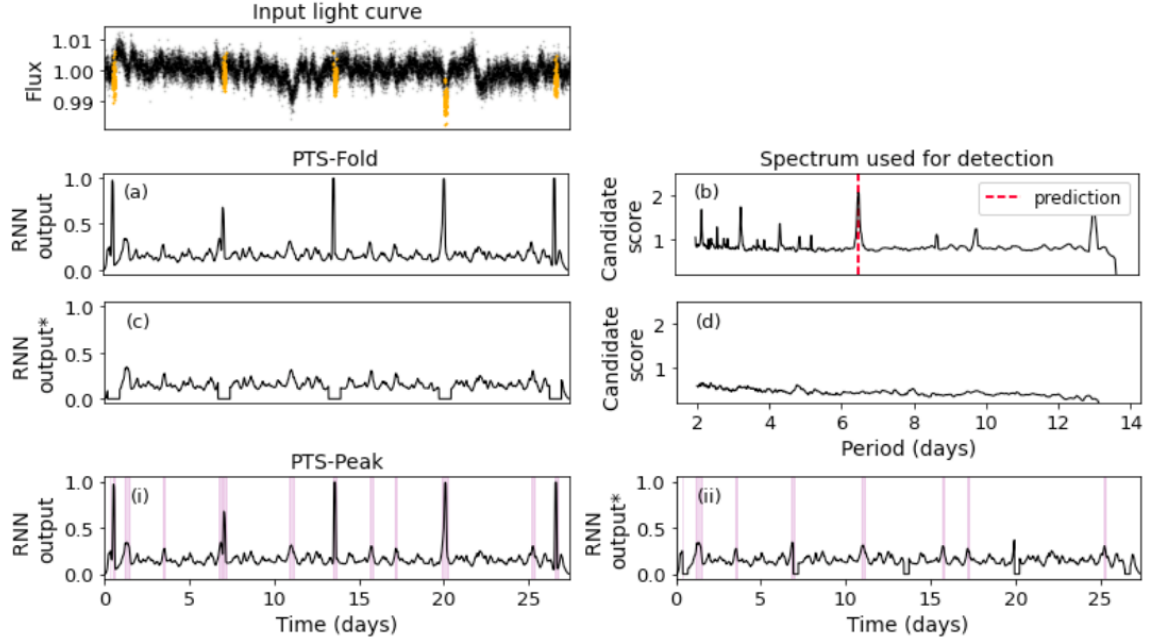 Input light curve
1.01
1.00
0.99
Flux
PTS-Fold
Spectrum used for detection
(a)
1.0
0.5
0.0
RNN
output
(b)
2
1
Candidate
score
prediction
(c)
1.0
0.5
0.0
RNN
output*
(d)
2
1
Candidate
score
2 4 6 8 10 12 14
Period (days)
PTS-Peak
(i)
1.0
0.5
0.0
RNN
output
0 5 10 15 20 25
Time (days)
(ii)
1.0
0.5
0.0
RNN
output*
0 5 10 15 20 25
Time (days)